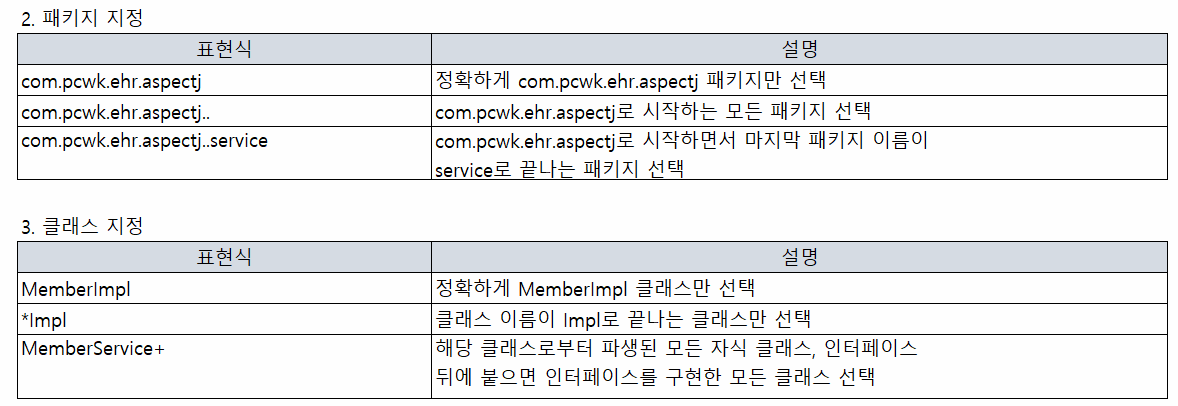 2. 패키지 지정
표현식 설명
com.pcwk.ehr.aspectj 정확하게 com.pcwk.ehr.aspectj 패키지만 선택
com.pcwk.ehr.aspectj.. com.pcwk.ehr.aspectj로 시작하는 모든 패키지 선택
com.pcwk.ehr.aspectj..service com.pcwk.ehr.aspectj로 시작하면서 마지막 패키지 이름이
service로 끝나는 패키지 선택
3. 클래스 지정
표현식 설명
MemberImpl 정확하게 MemberImpl 클래스만 선택
*Impl 클래스 이름이 Impl로 끝나는 클래스만 선택
MemberService+ 해당 클래스로부터 파생된 모든 자식 클래스, 인터페이스
뒤에 붙으면 인터페이스를 구현한 모든 클래스 선택